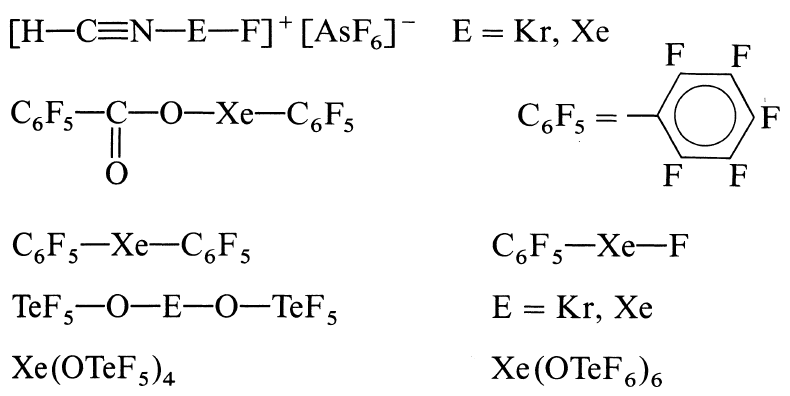 [H—C≡N—E—F]⁺ [AsF₆]⁻ E = Kr, Xe
C₆F₅—C—O—Xe—C₆F₅
O
C₆F₅ =
F F
F
F F
C₆F₅—Xe—C₆F₅ C₆F₅—Xe—F
TeF₅—O—E—O—TeF₅ E = Kr, Xe
Xe(OTeF₅)₄ Xe(OTeF₆)₆